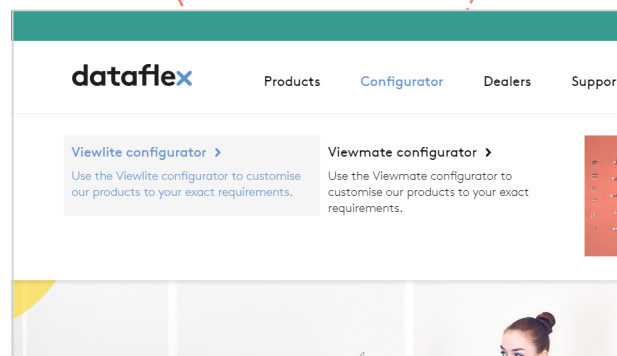 dataflex
Products Configurator Dealers Suppor
Viewlite configurator
Use the Viewlite configurator to customise
our products to your exact requirements.
Viewmate configurator
Use the Viewmate configurator to
customise our products to your exact
requirements.